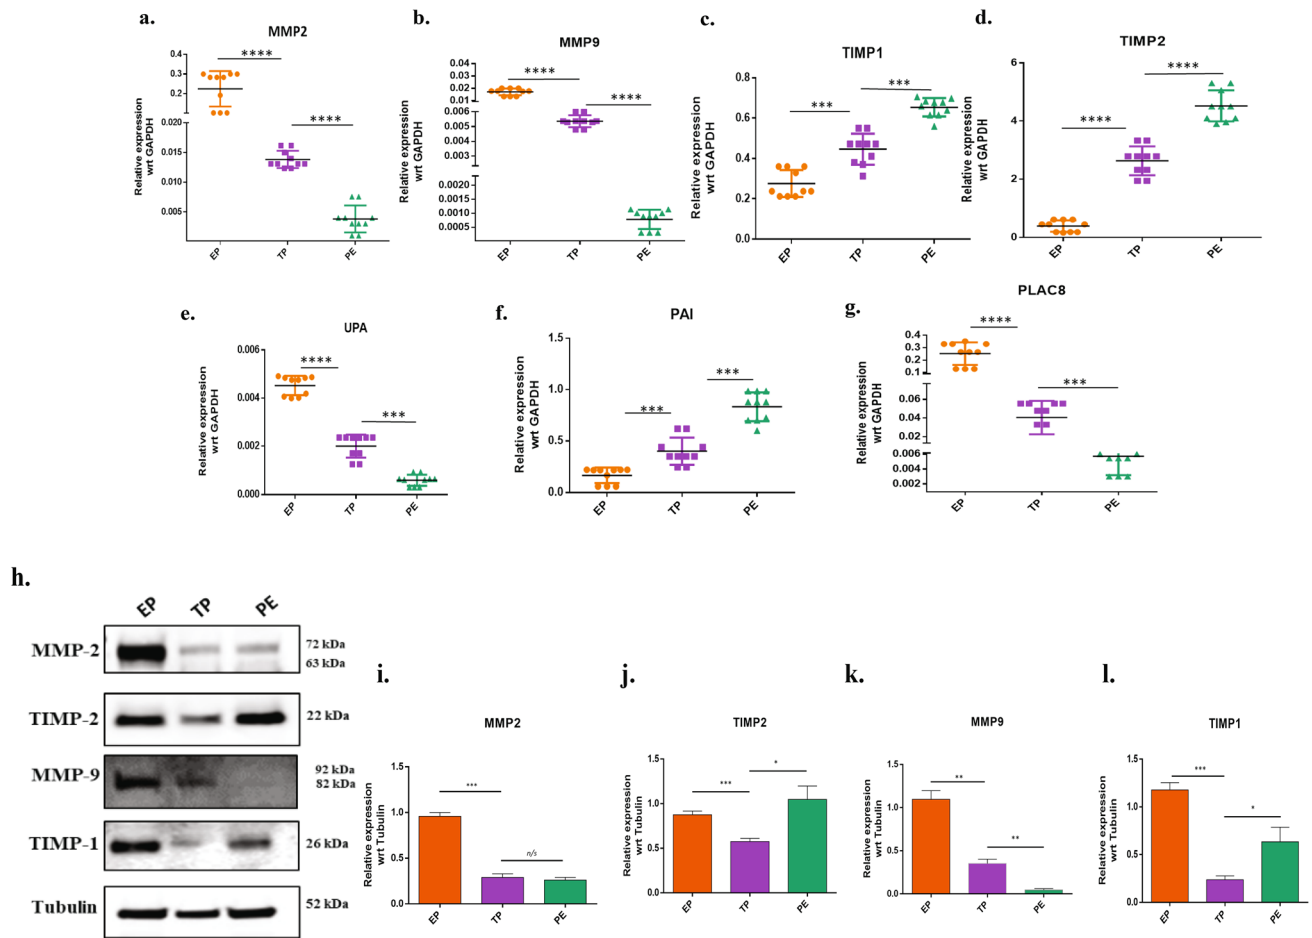 a.
MMP2
Relative expression
wrt GAPDH
0.4
0.3
0.2
0.020
0.015
0.010
0.005
****
****
EP
TP
PE
b.
MMP9
Relative expression
wrt GAPDH
0.04
0.03
0.02
0.01
0.006
0.005
0.004
0.003
0.0020
0.0015
0.0010
0.0005
****
****
EP
TP
PE
c.
TIMP1
Relative expression
wrt GAPDH
0.8
0.6
0.4
0.2
0.0
***
***
EP
TP
PE
d.
TIMP2
Relative expression
wrt GAPDH
6
4
2
0
****
****
EP
TP
PE
e.
UPA
Relative expression
wrt GAPDH
0.006
0.004
0.002
0.000
****
***
EP
TP
PE
f.
PAI
Relative expression
wrt GAPDH
1.5
1.0
0.5
0.0
***
***
EP
TP
PE
g.
PLAC8
Relative expression
wrt GAPDH
0.4
0.3
0.2
0.1
0.06
0.04
0.02
0.006
0.004
0.002
****
***
EP
TP
PE
h.
EP TP PE
MMP-2
72 kDa
63 kDa
TIMP-2
22 kDa
MMP-9
92 kDa
82 kDa
TIMP-1
26 kDa
Tubulin
52 kDa
i.
MMP2
Relative expression
wrt Tubulin
1.5
1.0
0.5
0.0
***
n/s
EP
TP
PE
j.
TIMP2
Relative expression
wrt Tubulin
1.5
1.0
0.5
0.0
***
*
EP
TP
PE
k.
MMP9
Relative expression
wrt Tubulin
1.5
1.0
0.5
0.0
**
**
EP
TP
PE
l.
TIMP1
Relative expression
wrt Tubulin
1.5
1.0
0.5
0.0
***
*
EP
TP
PE